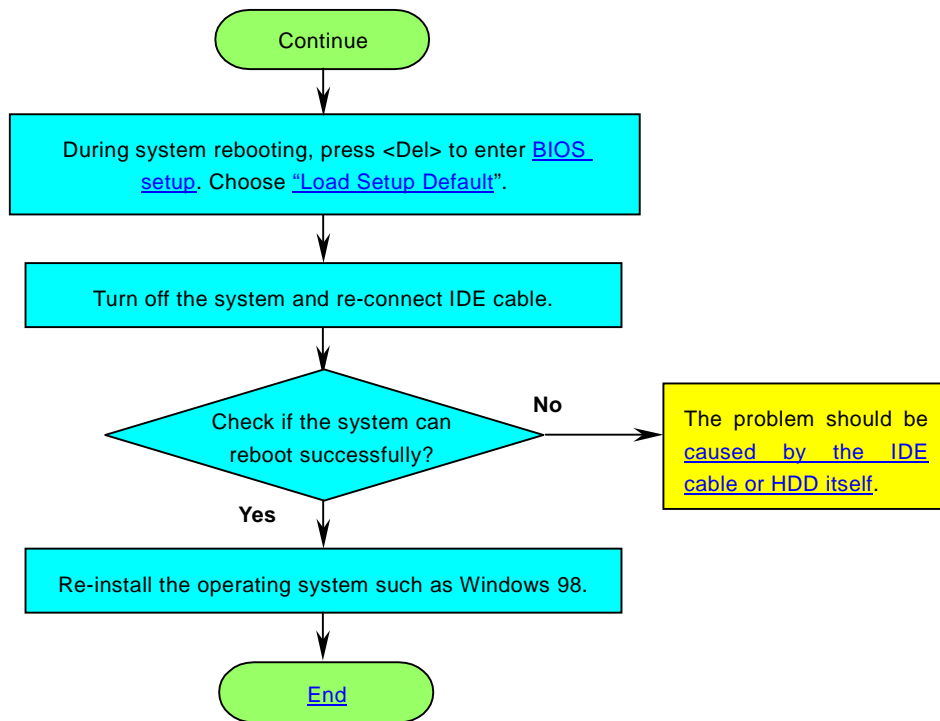 Continue
During system rebooting, press <Del> to enter BIOS
setup. Choose “Load Setup Default”.
Turn off the system and re-connect IDE cable.
Check if the system can
reboot successfully?
No
The problem should be
caused by the IDE
cable or HDD itself.
Yes
Re-install the operating system such as Windows 98.
End